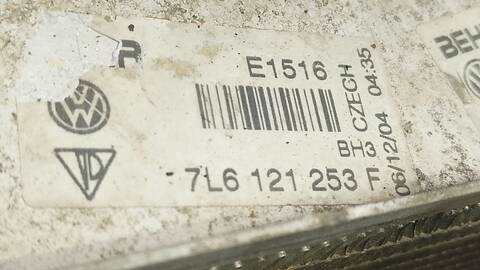 E1516
BH3 CZECH
06/12/04 04:35
7L6 121 253 F
BEH